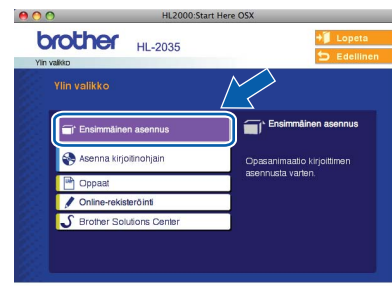 HL2000:Start Here OSX
brother HL-2035
Lopeta
Edellinen
Ylin valikko
Ylin valikko
Ensimmäinen asennus
Asenna kirjoitinohjain
Oppaat
Online-rekisteröinti
Brother Solutions Center
Ensimmäinen asennus
Opasanimaatio kirjoittimen
asennusta varten.